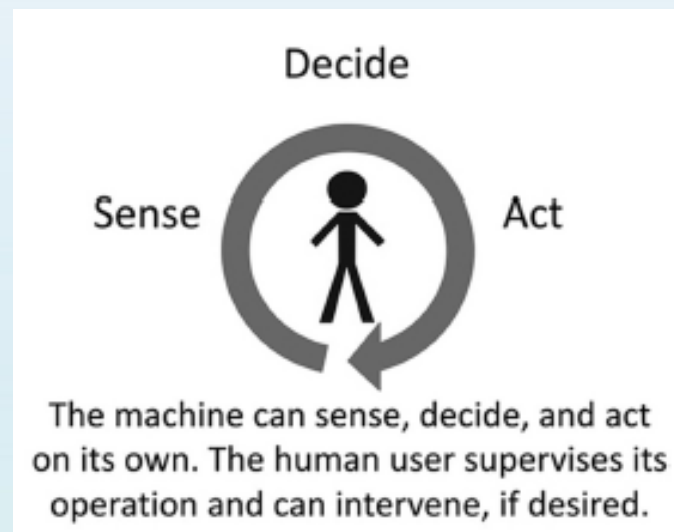 Decide
Sense
Act
The machine can sense, decide, and act
on its own. The human user supervises its
operation and can intervene, if desired.